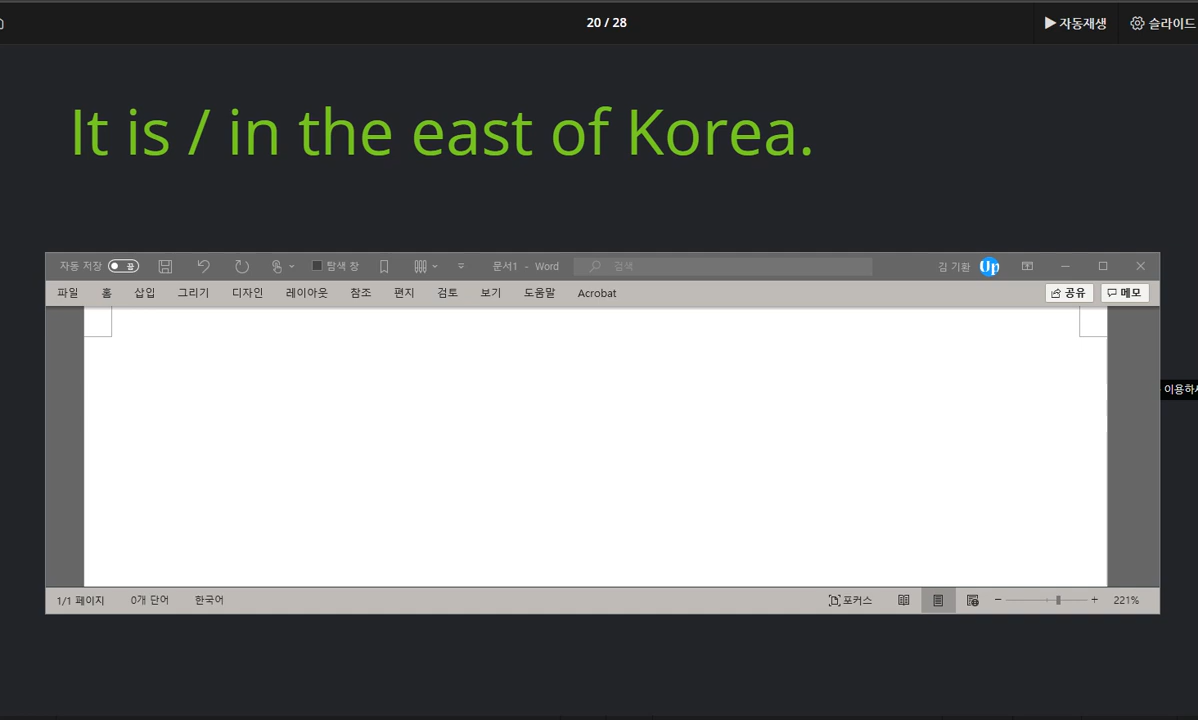 20 / 28
▶ 자동재생
슬라이드
It is / in the east of Korea.
자동 저장 끔
탐색 창
문서1 - Word
검색
김 기환
Up
파일 홈 삽입 그리기 디자인 레이아웃 참조 편지 검토 보기 도움말 Acrobat
공유 메모
이용하
1/1 페이지 0개 단어 한국어
포커스
221%